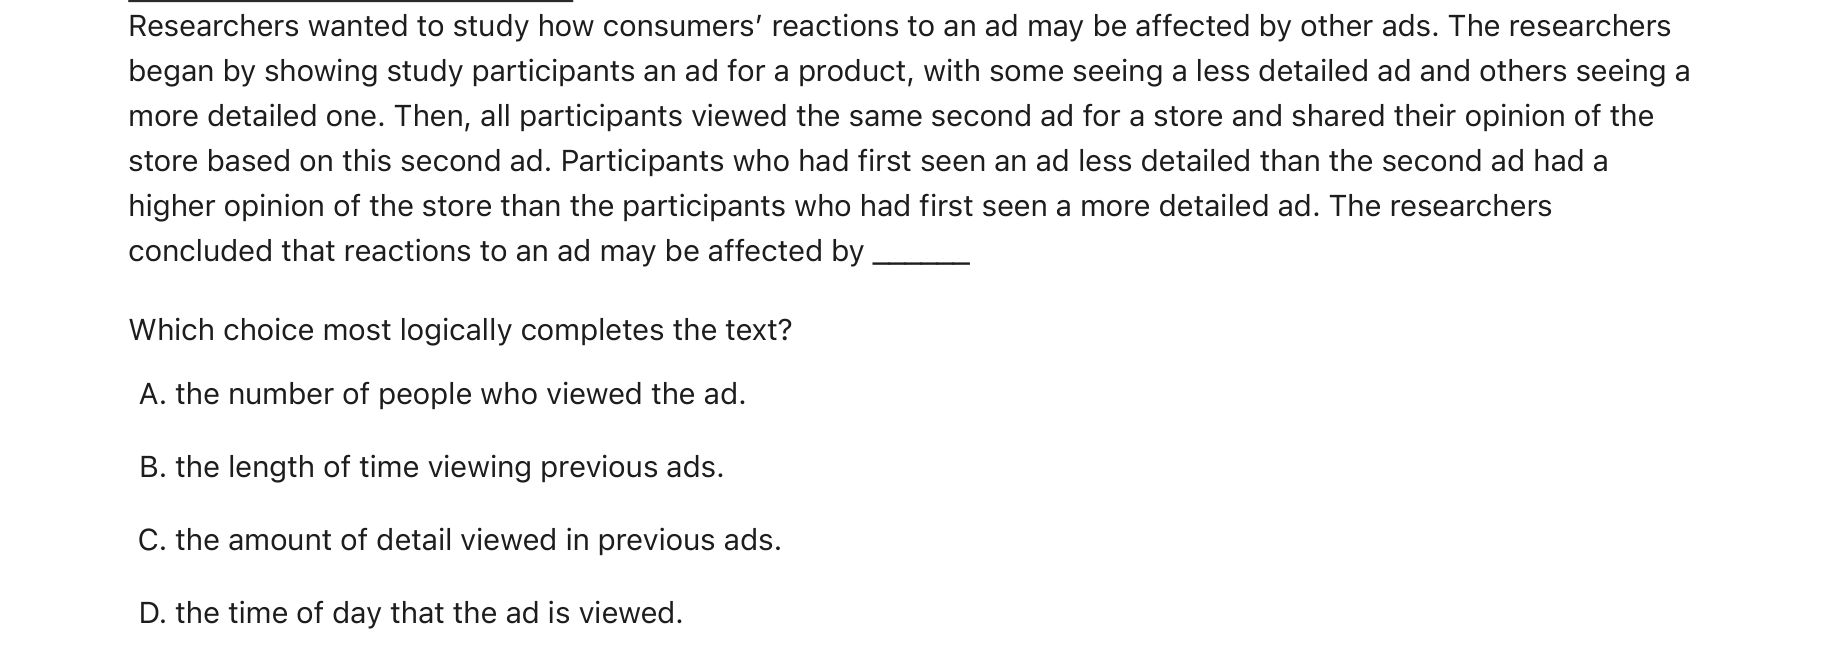 Researchers wanted to study how consumers’ reactions to an ad may be affected by other ads. The researchers
began by showing study participants an ad for a product, with some seeing a less detailed ad and others seeing a
more detailed one. Then, all participants viewed the same second ad for a store and shared their opinion of the
store based on this second ad. Participants who had first seen an ad less detailed than the second ad had a
higher opinion of the store than the participants who had first seen a more detailed ad. The researchers
concluded that reactions to an ad may be affected by ______
Which choice most logically completes the text?
A. the number of people who viewed the ad.
B. the length of time viewing previous ads.
C. the amount of detail viewed in previous ads.
D. the time of day that the ad is viewed.